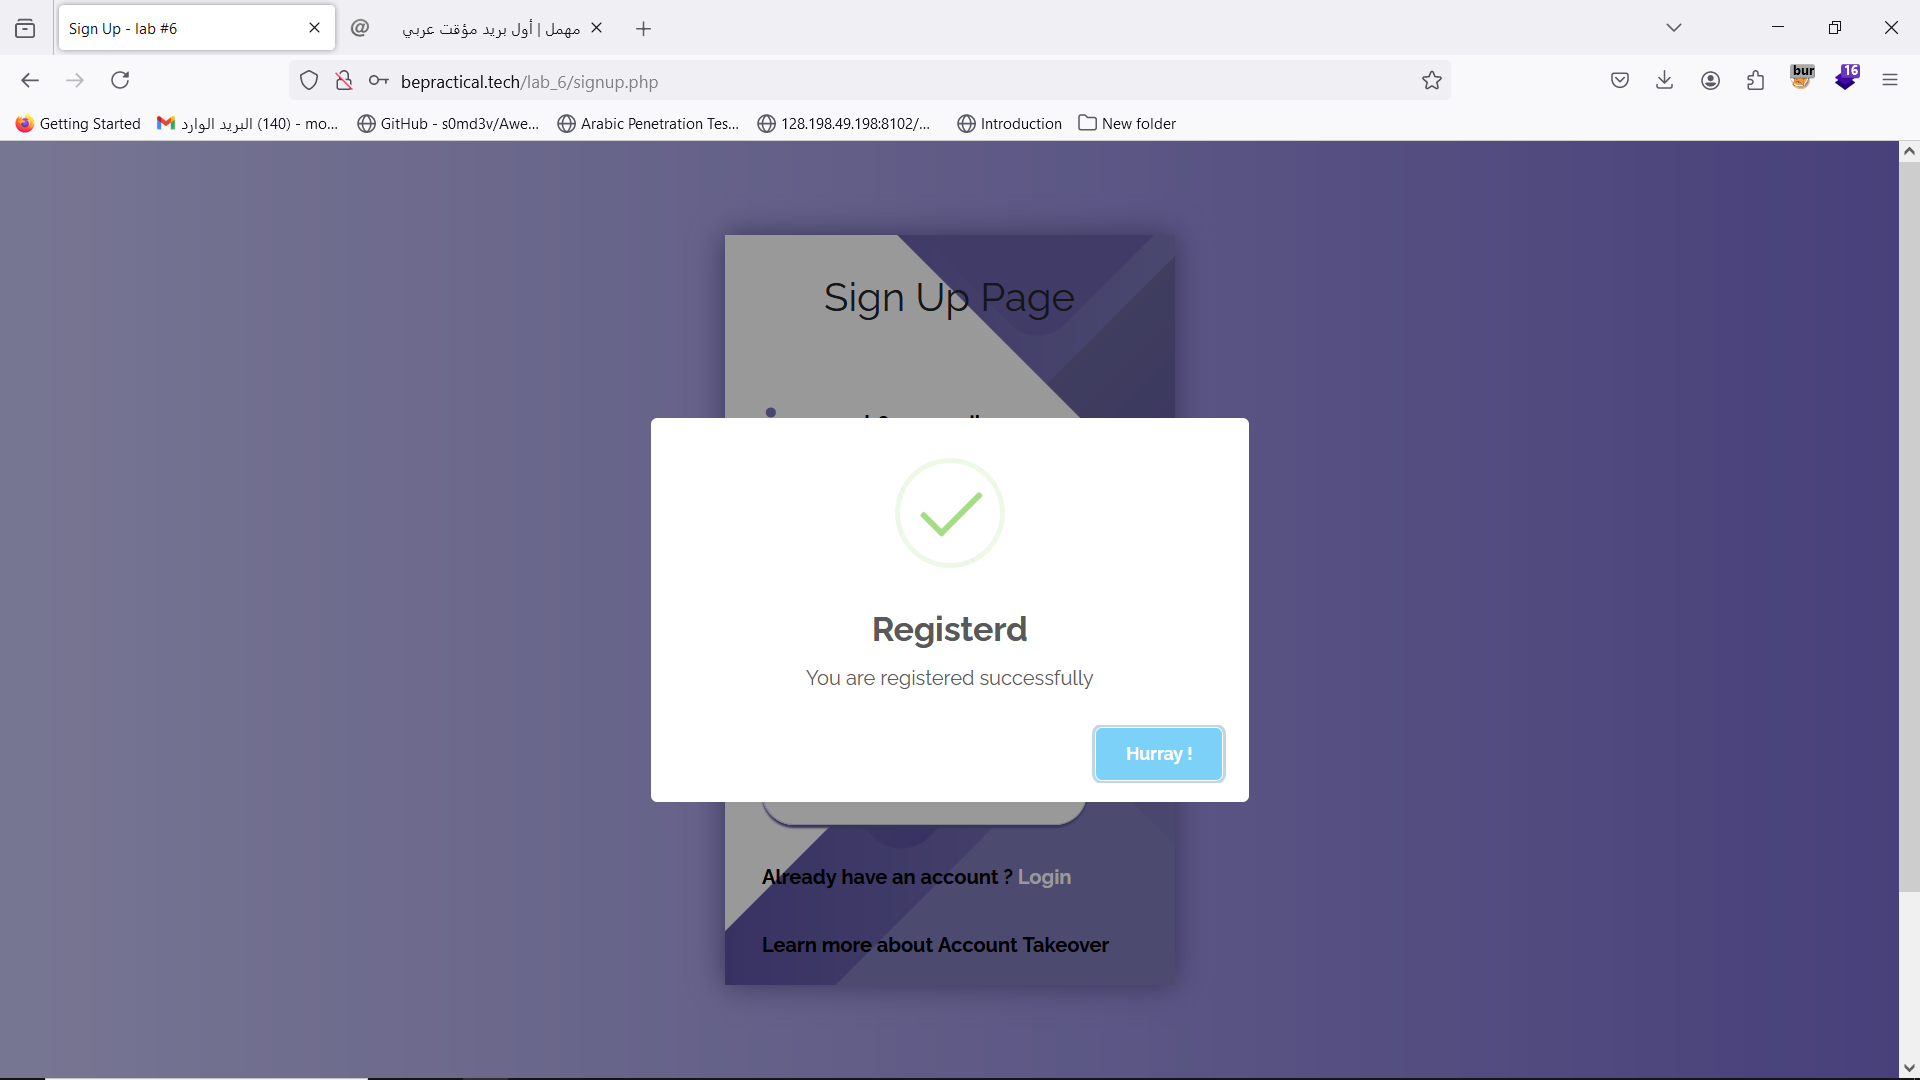 Sign Up - lab #6
@
مهمل | أول بريد مؤقت عربي
bepractical.tech/lab_6/signup.php
bur
16
Getting Started
البريد الوارد (140) - mo...
GitHub - s0md3v/Awe...
Arabic Penetration Tes...
128.198.49.198:8102/...
Introduction
New folder
Sign Up Page
Registerd
You are registered successfully
Hurray !
Already have an account ? Login
Learn more about Account Takeover